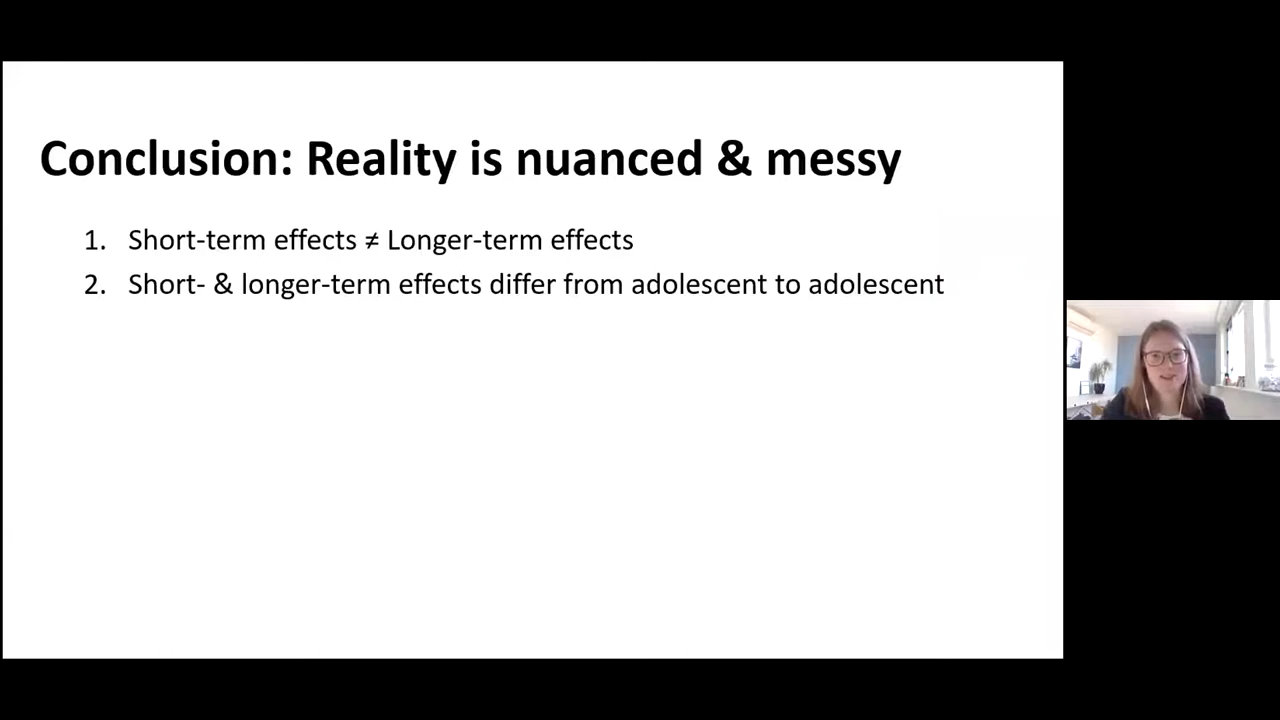 Conclusion: Reality is nuanced & messy
1. Short-term effects ≠ Longer-term effects
2. Short- & longer-term effects differ from adolescent to adolescent